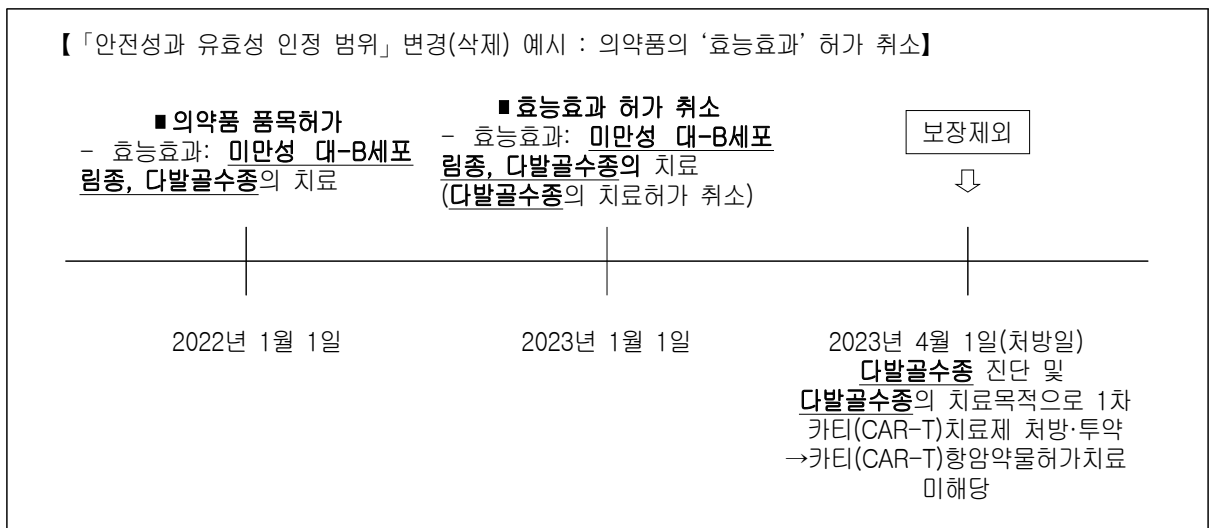 【「안전성과 유효성 인정 범위」 변경(삭제) 예시 : 의약품의 ‘효능효과’ 허가 취소】
■의약품 품목허가
- 효능효과: 미만성 대-B세포
림종, 다발골수종의 치료
■효능효과 허가 취소
- 효능효과: 미만성 대-B세포
림종, 다발골수종의 치료
(다발골수종의 치료허가 취소)
보장제외
⇩
2022년 1월 1일
2023년 1월 1일
2023년 4월 1일(처방일)
다발골수종 진단 및
다발골수종의 치료목적으로 1차
카티(CAR-T)치료제 처방·투약
→카티(CAR-T)항암약물허가치료
미해당